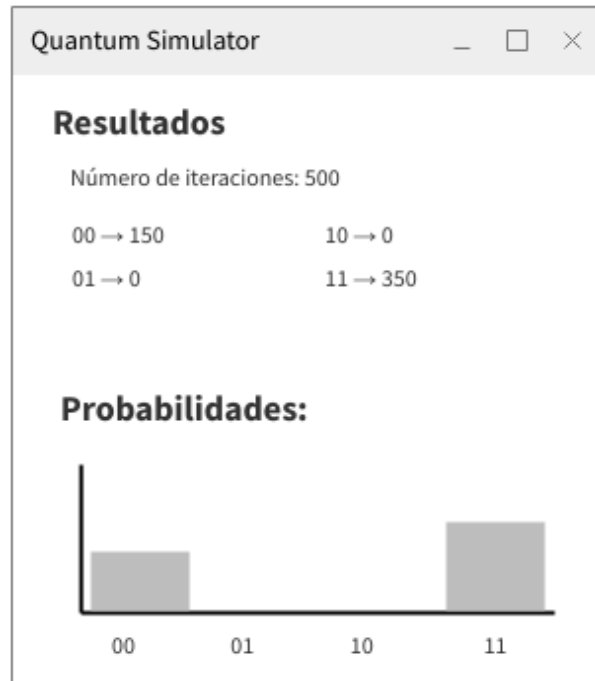 Quantum Simulator
Resultados
Número de iteraciones: 500
00 → 150 10 → 0
01 → 0 11 → 350
Probabilidades:
00 01 10 11